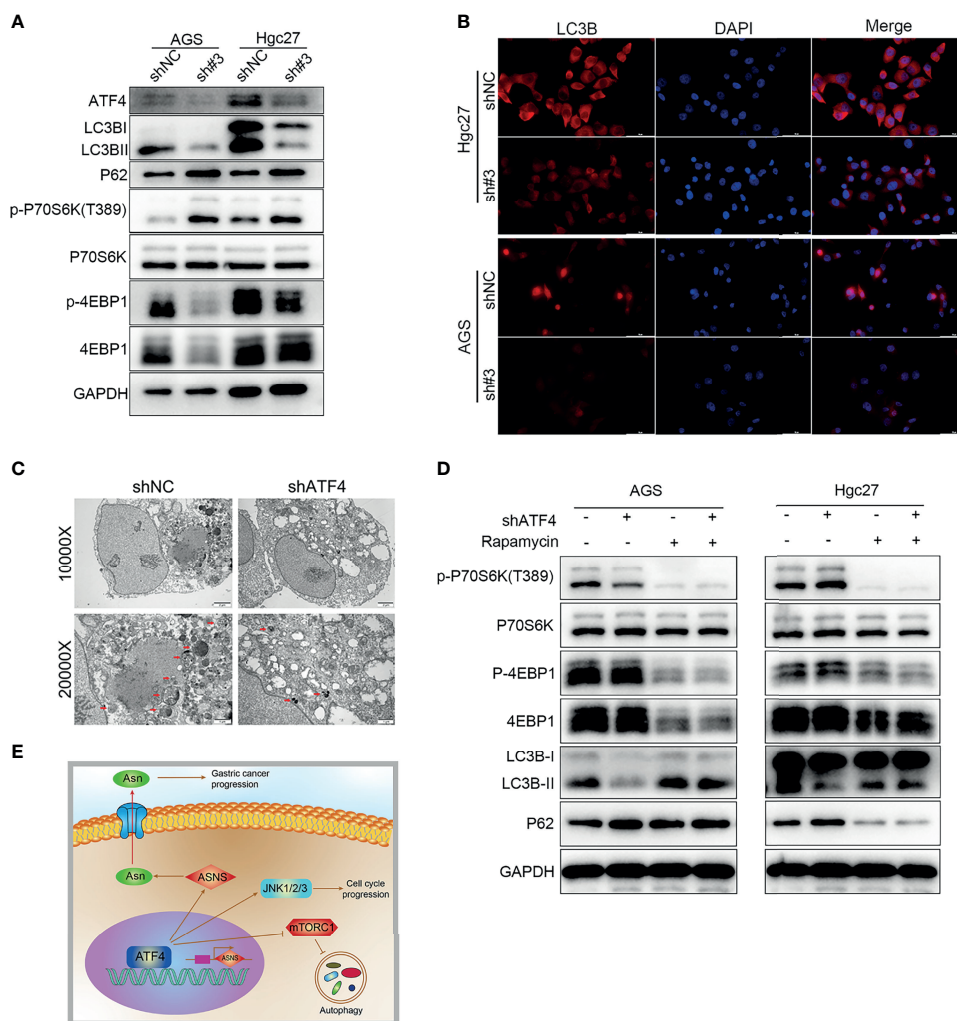 A
AGS Hgc27
shNC sh#3 shNC sh#3
ATF4
LC3BI
LC3BII
P62
p-P70S6K(T389)
P70S6K
p-4EBP1
4EBP1
GAPDH
B
LC3B DAPI Merge
Hgc27
shNC
sh#3
AGS
shNC
sh#3
C
shNC shATF4
10000X
20000X
D
AGS Hgc27
shATF4 - + - + - + - +
Rapamycin - - + + - - + +
p-P70S6K(T389)
P70S6K
P-4EBP1
4EBP1
LC3B-I
LC3B-II
P62
GAPDH
E
Asn
Gastric cancer
progression
Asn
ASNS
JNK1/2/3
Cell cycle
progression
mTORC1
ATF4
ASNS
Autophagy